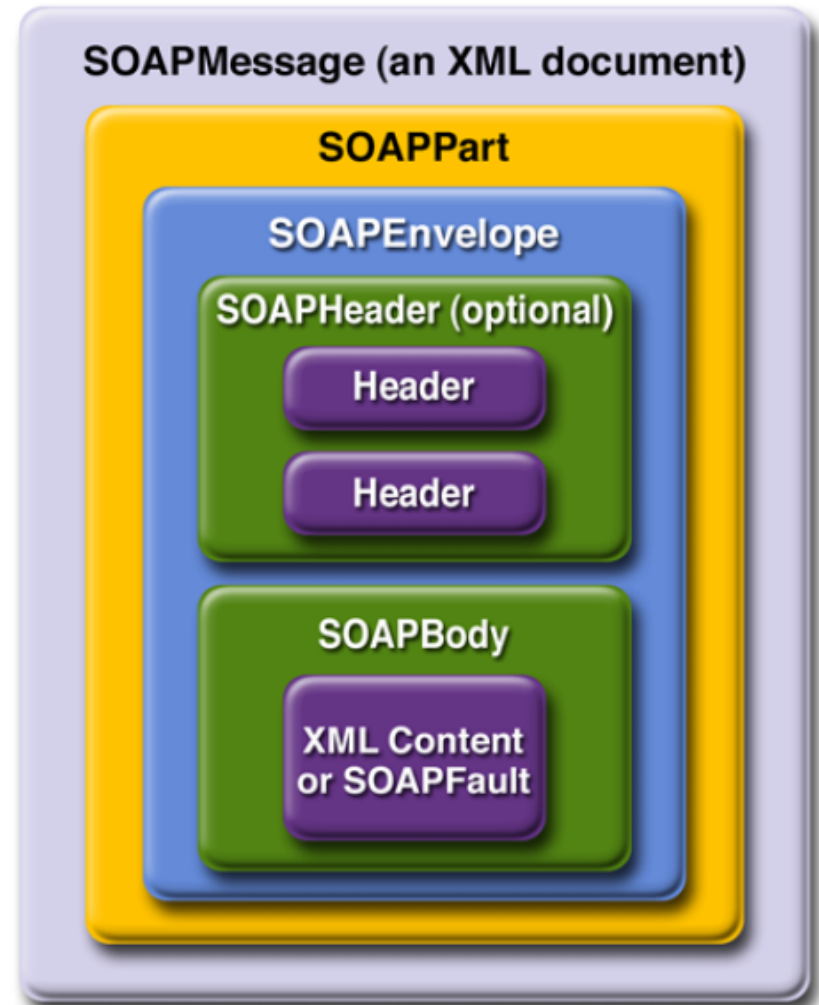 SOAPMessage (an XML document)
SOAPPart
SOAPEnvelope
SOAPHeader (optional)
Header
Header
SOAPBody
XML Content
or SOAPFault